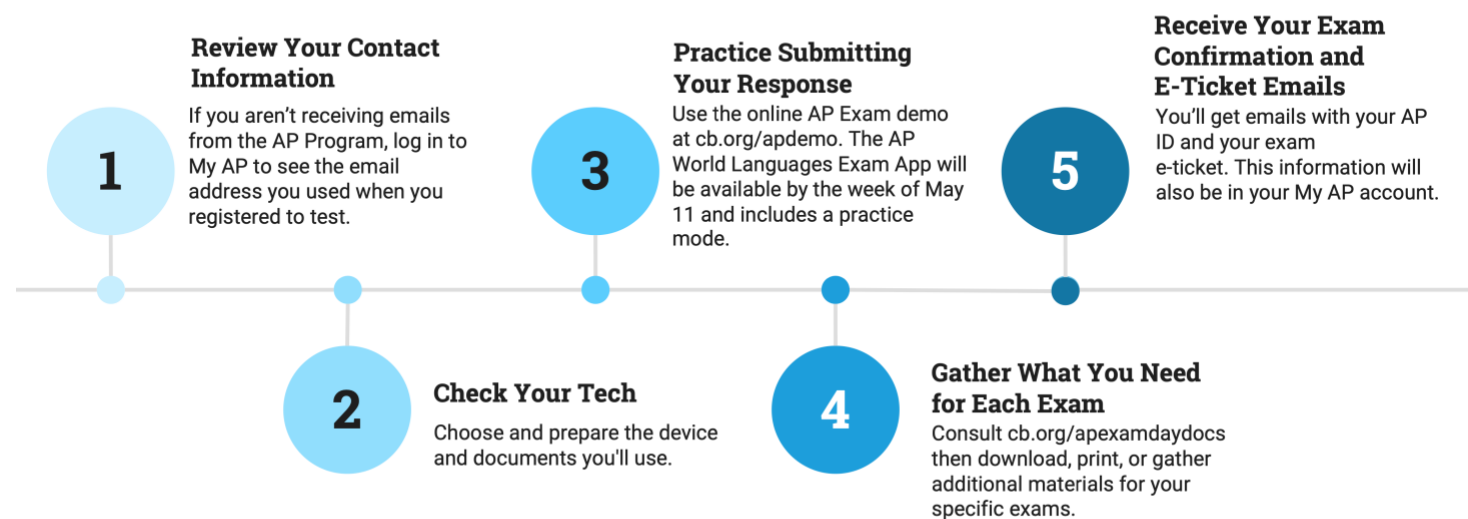 1
Review Your Contact
Information
If you aren’t receiving emails
from the AP Program, log in to
My AP to see the email
address you used when you
registered to test.
2
Check Your Tech
Choose and prepare the device
and documents you'll use.
3
Practice Submitting
Your Response
Use the online AP Exam demo
at cb.org/apdemo. The AP
World Languages Exam App will
be available by the week of May
11 and includes a practice
mode.
4
Gather What You Need
for Each Exam
Consult cb.org/apexamdaydocs
then download, print, or gather
additional materials for your
specific exams.
5
Receive Your Exam
Confirmation and
E-Ticket Emails
You’ll get emails with your AP
ID and your exam
e-ticket. This information will
also be in your My AP account.